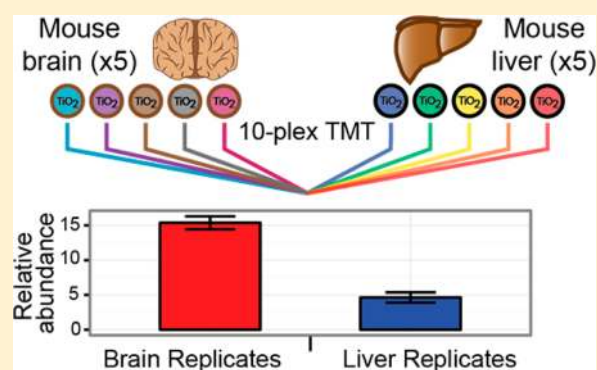 Mouse
brain (x5)
Mouse
liver (x5)
TiO2 TiO2 TiO2 TiO2 TiO2
TiO2 TiO2 TiO2 TiO2 TiO2
10-plex TMT
Relative
abundance
15
10
5
0
Brain Replicates
Liver Replicates